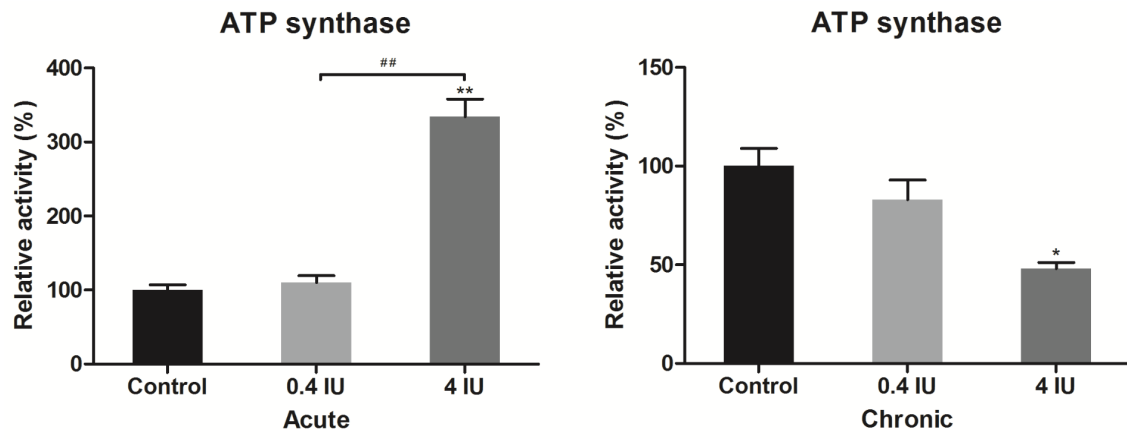 ATP synthase
Relative activity (%)
400
300
200
100
0
##
**
Control
0.4 IU
4 IU
Acute
ATP synthase
Relative activity (%)
150
100
50
0
*
Control
0.4 IU
4 IU
Chronic